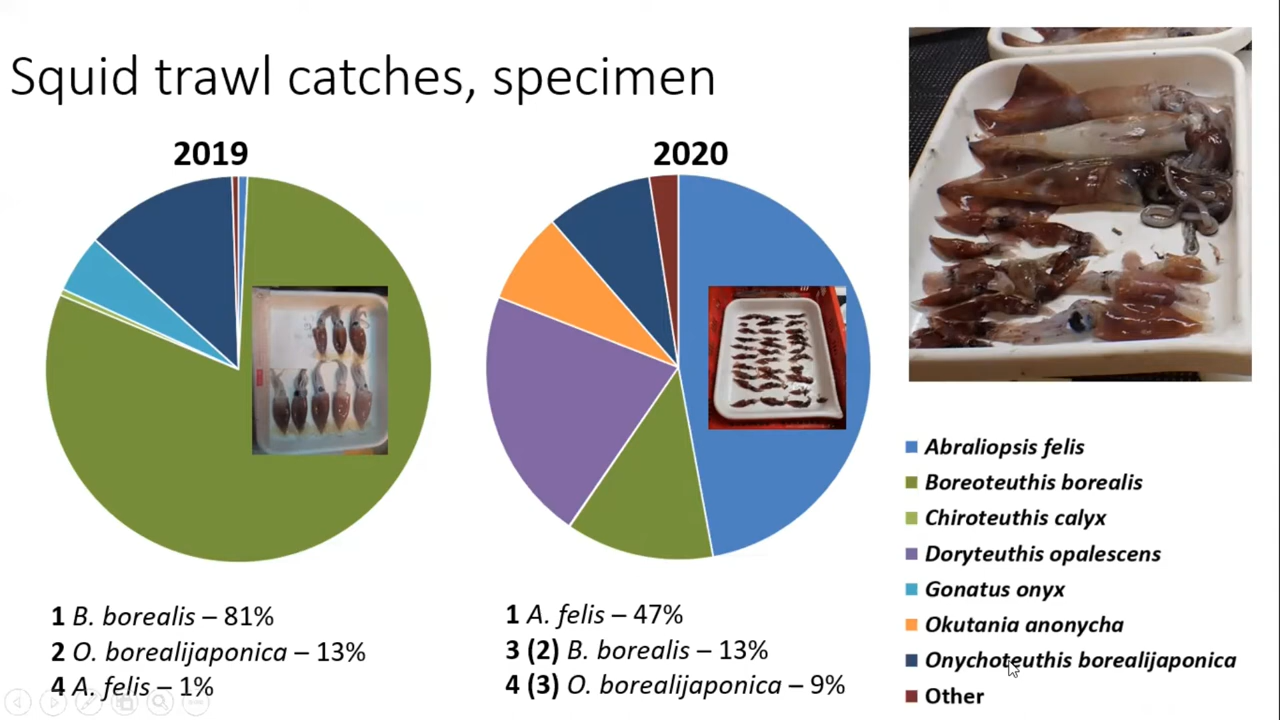 Squid trawl catches, specimen
2019
2020
1 B. borealis – 81%
2 O. borealijaponica – 13%
4 A. felis – 1%
1 A. felis – 47%
3 (2) B. borealis – 13%
4 (3) O. borealijaponica – 9%
Abraliopsis felis
Boreoteuthis borealis
Chiroteuthis calyx
Doryteuthis opalescens
Gonatus onyx
Okutania anonycha
Onychoteuthis borealijaponica
Other